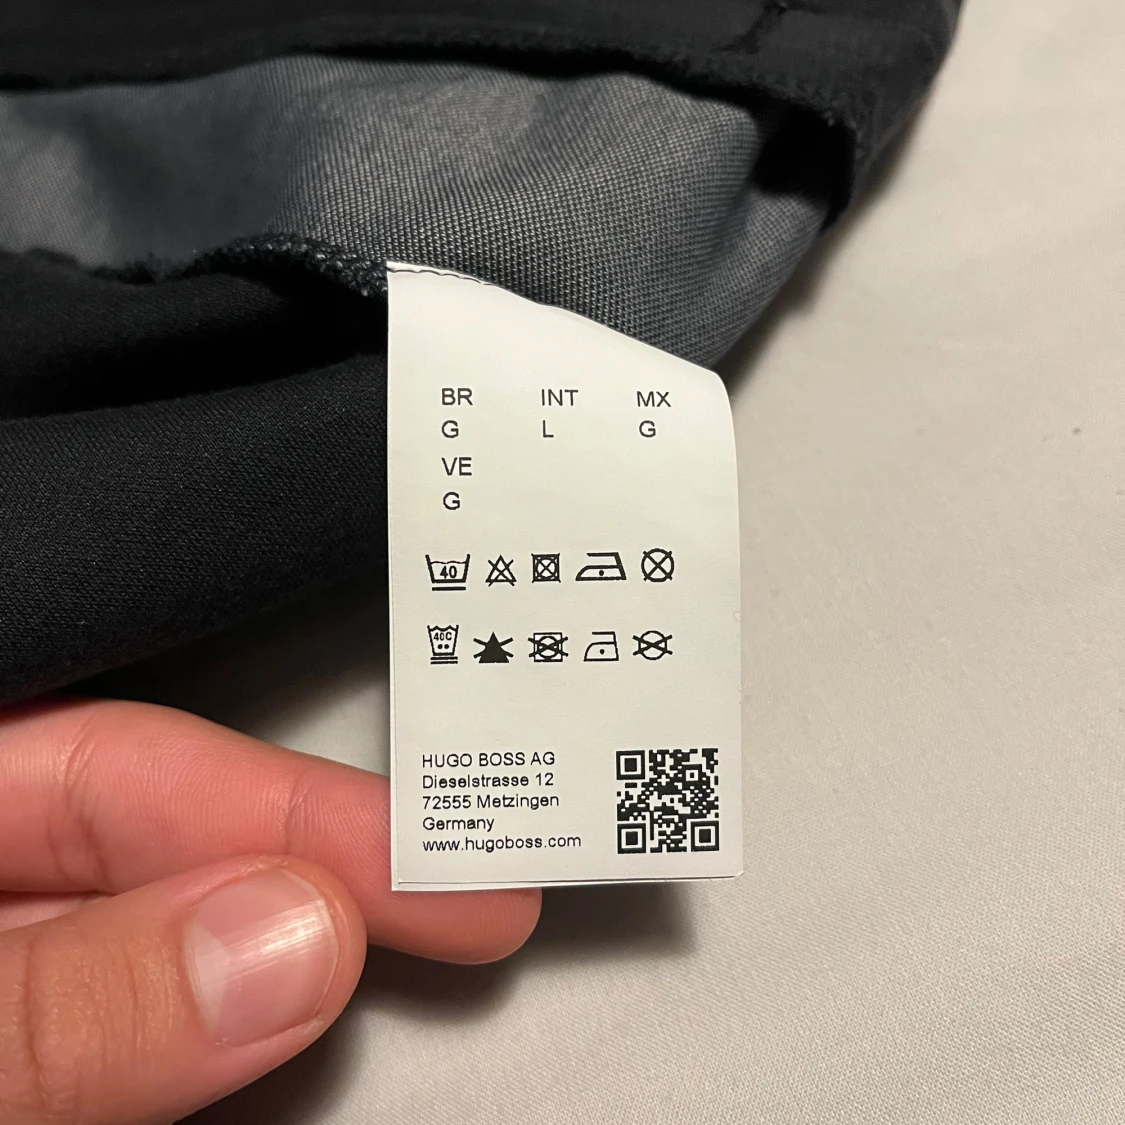 BR INT MX
G L G
VE
G
40
40C
HUGO BOSS AG
Dieselstrasse 12
72555 Metzingen
Germany
www.hugoboss.com